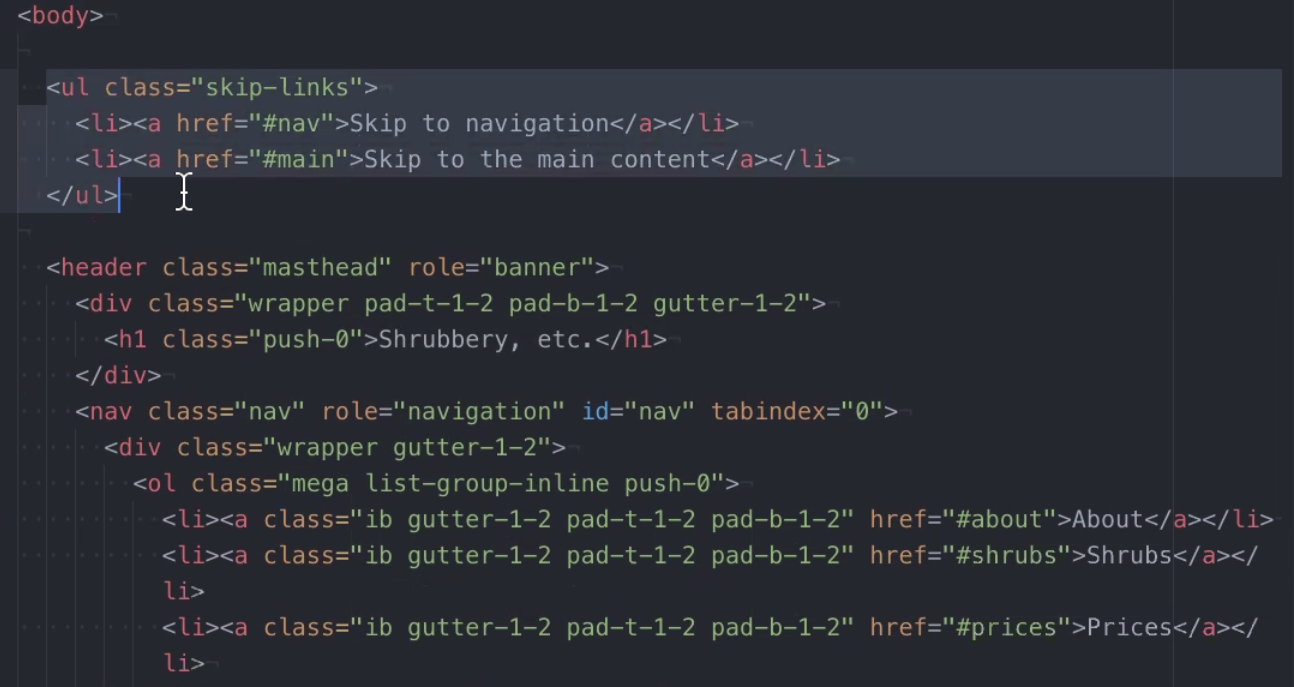 <body>
<ul class="skip-links">
<li><a href="#nav">Skip to navigation</a></li>
<li><a href="#main">Skip to the main content</a></li>
</ul>
<header class="masthead" role="banner">
<div class="wrapper pad-t-1-2 pad-b-1-2 gutter-1-2">
<h1 class="push-0">Shrubbery, etc.</h1>
</div>
<nav class="nav" role="navigation" id="nav" tabindex="0">
<div class="wrapper gutter-1-2">
<ol class="mega list-group-inline push-0">
<li><a class="ib gutter-1-2 pad-t-1-2 pad-b-1-2" href="#about">About</a></li>
<li><a class="ib gutter-1-2 pad-t-1-2 pad-b-1-2" href="#shrubs">Shrubs</a></
li>
<li><a class="ib gutter-1-2 pad-t-1-2 pad-b-1-2" href="#prices">Prices</a></
li>